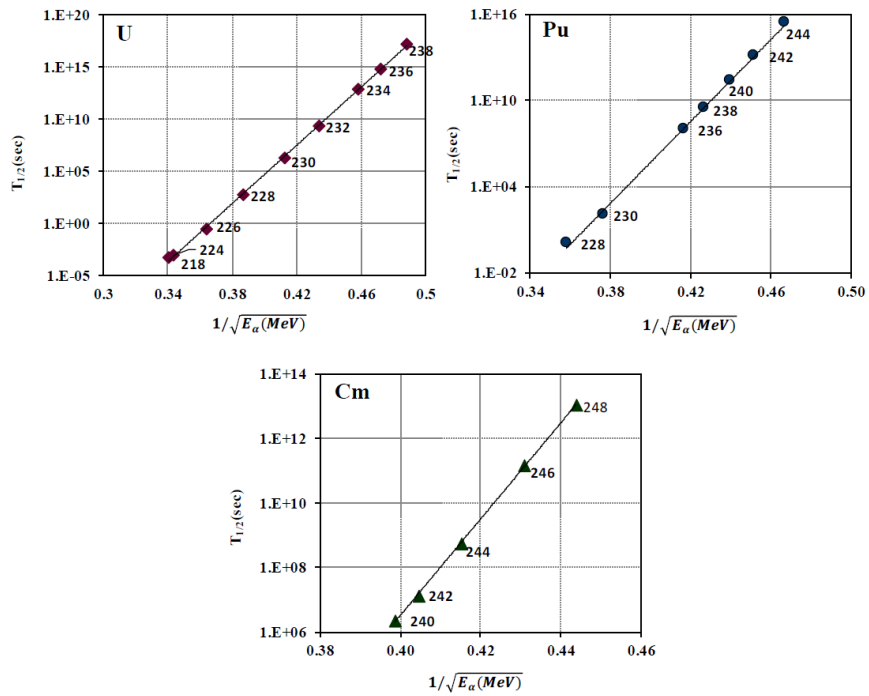 U
T1/2(sec)
1.E+20
1.E+15
1.E+10
1.E+05
1.E+00
1.E-05
238
236
234
232
230
228
226
224
218
0.3
0.34
0.38
0.42
0.46
0.5
1/√Eα(MeV)
Pu
T1/2(sec)
1.E+16
1.E+10
1.E+04
1.E-02
244
242
240
238
236
230
228
0.34
0.38
0.42
0.46
0.50
1/√Eα(MeV)
Cm
T1/2(sec)
1.E+14
1.E+12
1.E+10
1.E+08
1.E+06
248
246
244
242
240
0.38
0.40
0.42
0.44
0.46
1/√Eα(MeV)